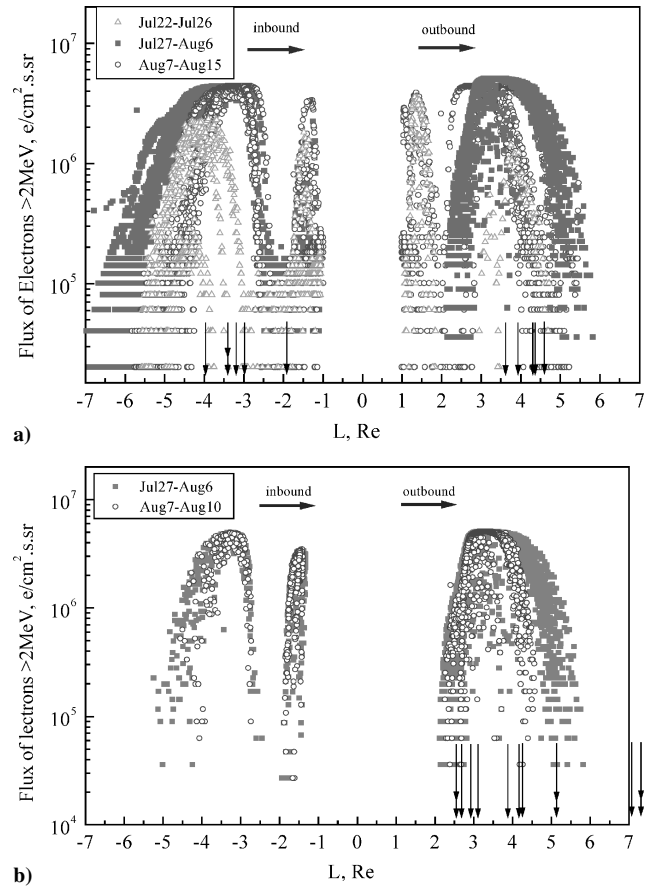 Jul22-Jul26
Jul27-Aug6
Aug7-Aug15
inbound
outbound
10^7
10^6
10^5
Flux of Electrons >2MeV, e/cm^2.s.sr
-7 -6 -5 -4 -3 -2 -1 0 1 2 3 4 5 6 7
a)
L, Re
Jul27-Aug6
Aug7-Aug10
inbound
outbound
10^7
10^6
10^5
10^4
Flux of lectrons >2MeV, e/cm^2.s.sr
-7 -6 -5 -4 -3 -2 -1 0 1 2 3 4 5 6 7
b)
L, Re